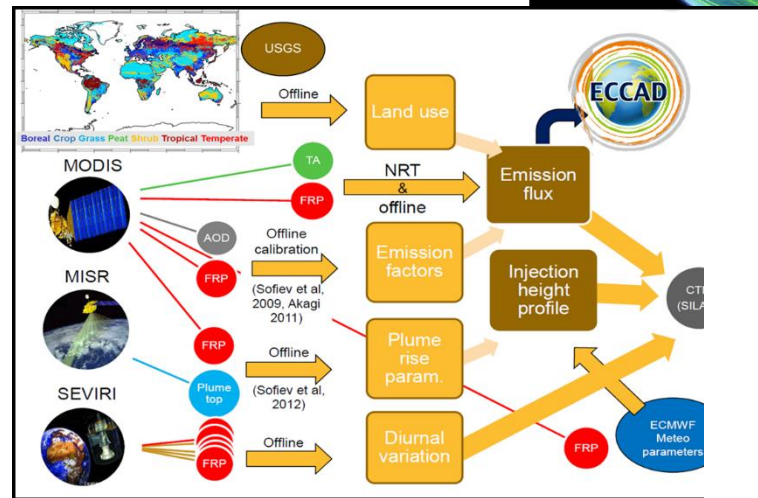 USGS
Offline
Land use
ECCAD
Boreal Crop Grass Peat Shrub Tropical Temperate
MODIS
TA
FRP
NRT
&
offline
Emission
flux
AOD
FRP
Offline
calibration
(Sofiev et al,
2009, Akagi
2011)
Emission
factors
Injection
height
profile
MISR
FRP
Plume
top
Offline
(Sofiev et al,
2012)
Plume
rise
param.
SEVIRI
FRP
Offline
Diurnal
variation
FRP
ECMWF
Meteo
parameters